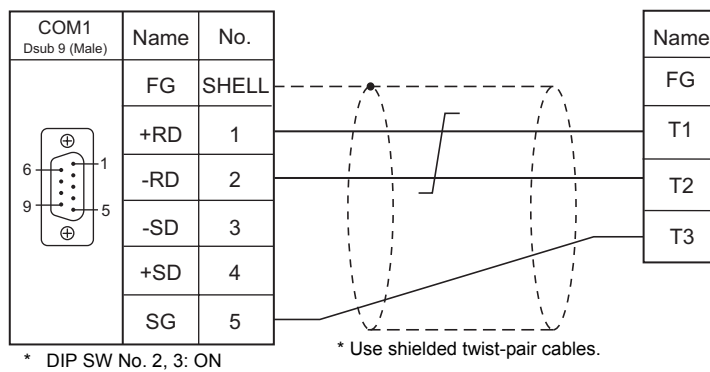 COM1
Dsub 9 (Male)
Name
No.
FG
SHELL
+RD
1
-RD
2
-SD
3
+SD
4
SG
5
6
1
9
5
* DIP SW No. 2, 3: ON
* Use shielded twist-pair cables.
Name
FG
T1
T2
T3